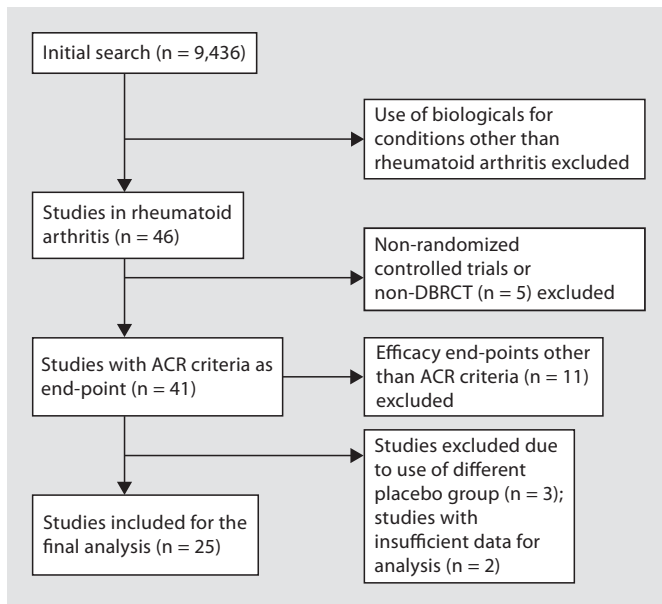 Initial search (n = 9,436)
Use of biologicals for
conditions other than
rheumatoid arthritis excluded
Studies in rheumatoid
arthritis (n = 46)
Non-randomized
controlled trials or
non-DBRCT (n = 5) excluded
Studies with ACR criteria as
end-point (n = 41)
Efficacy end-points other
than ACR criteria (n = 11)
excluded
Studies excluded due
to use of different
placebo group (n = 3);
studies with
insufficient data for
analysis (n = 2)
Studies included for the
final analysis (n = 25)